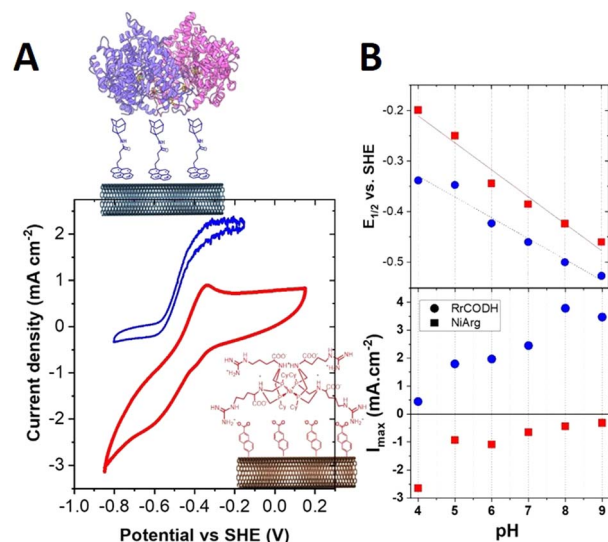 A
B
NH
O
2
1
0
-1
-2
-3
-1.0
-0.8
-0.6
-0.4
-0.2
0.0
0.2
Current density (mA cm⁻²)
Potential vs SHE (V)
-0.2
-0.3
-0.4
-0.5
E1/2 vs. SHE
4
3
2
1
0
-1
-2
-3
Imax (mA.cm⁻²)
RrCODH
NiArg
4
5
6
7
8
9
pH